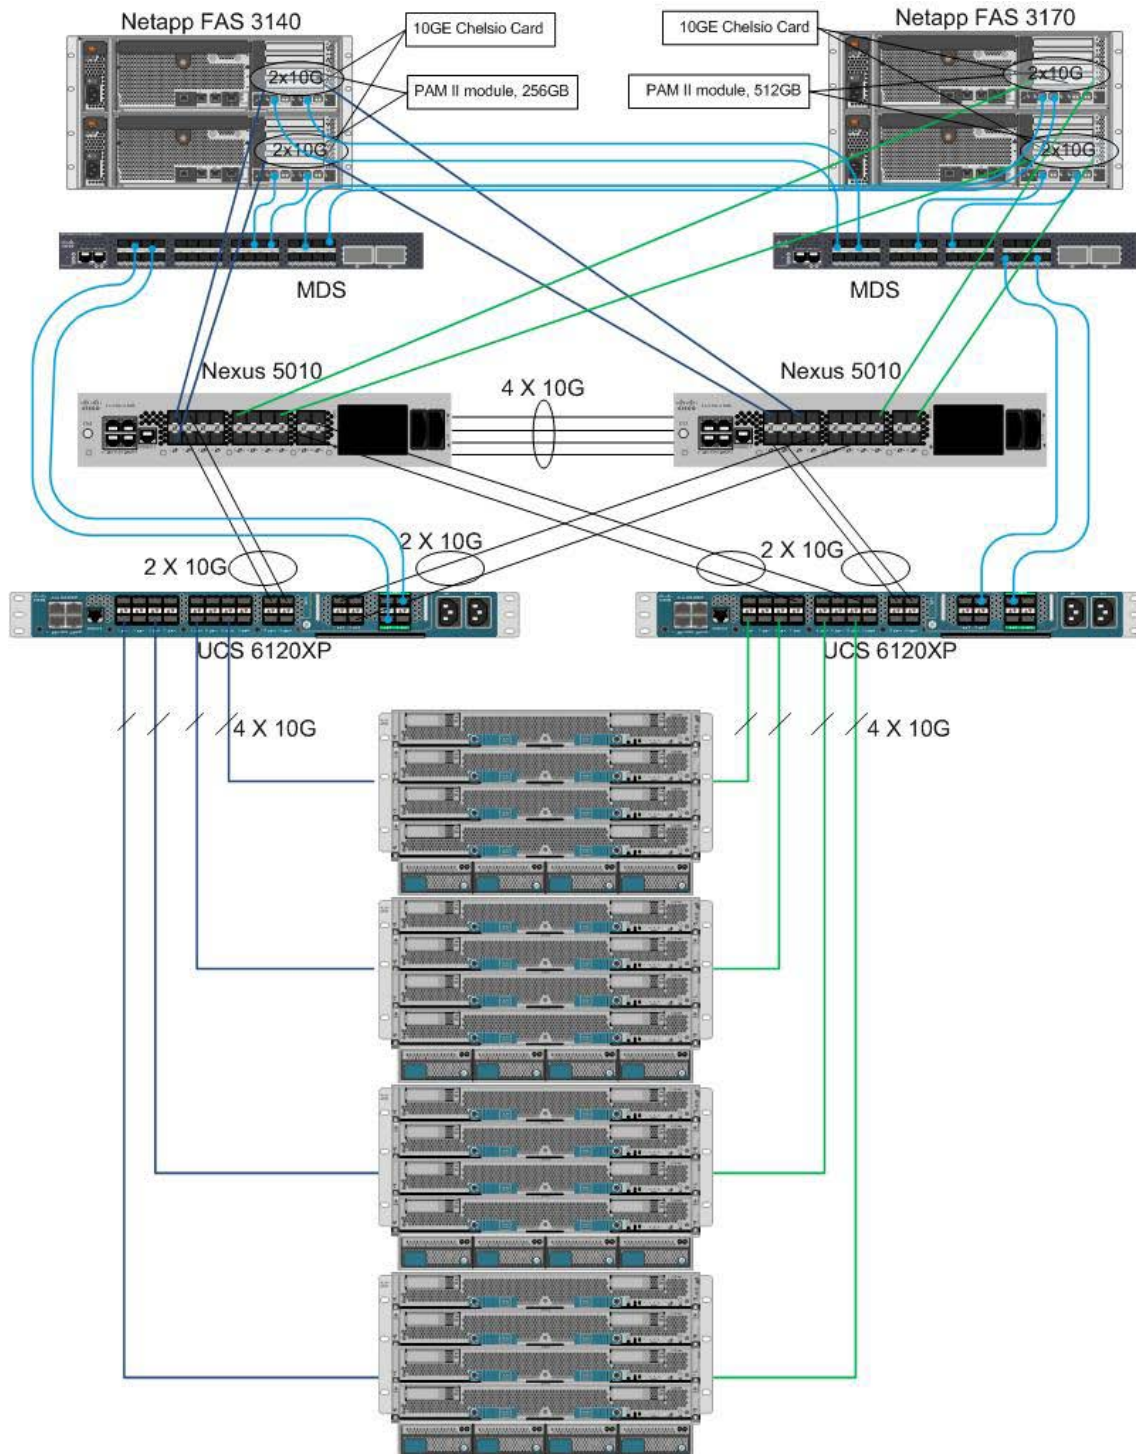 Netapp FAS 3140
10GE Chelsio Card
10GE Chelsio Card
Netapp FAS 3170
2x10G
PAM II module, 256GB
PAM II module, 512GB
2x10G
2x10G
2x10G
MDS
MDS
Nexus 5010
4 X 10G
Nexus 5010
2 X 10G
2 X 10G
2 X 10G
UCS 6120XP
UCS 6120XP
4 X 10G
4 X 10G